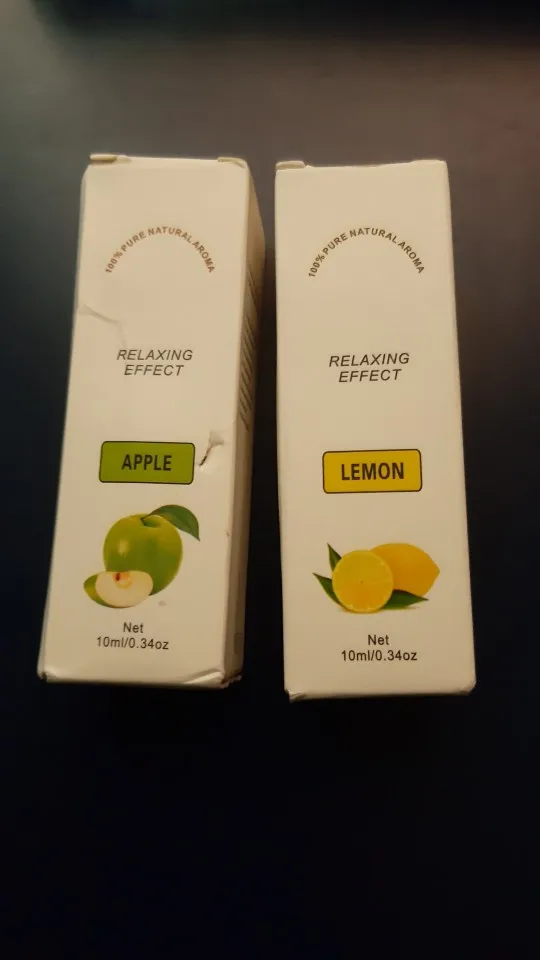 100% PURE NATURAL AROMA
RELAXING
EFFECT
APPLE
Net
10ml/0.34oz
100% PURE NATURAL AROMA
RELAXING
EFFECT
LEMON
Net
10ml/0.34oz